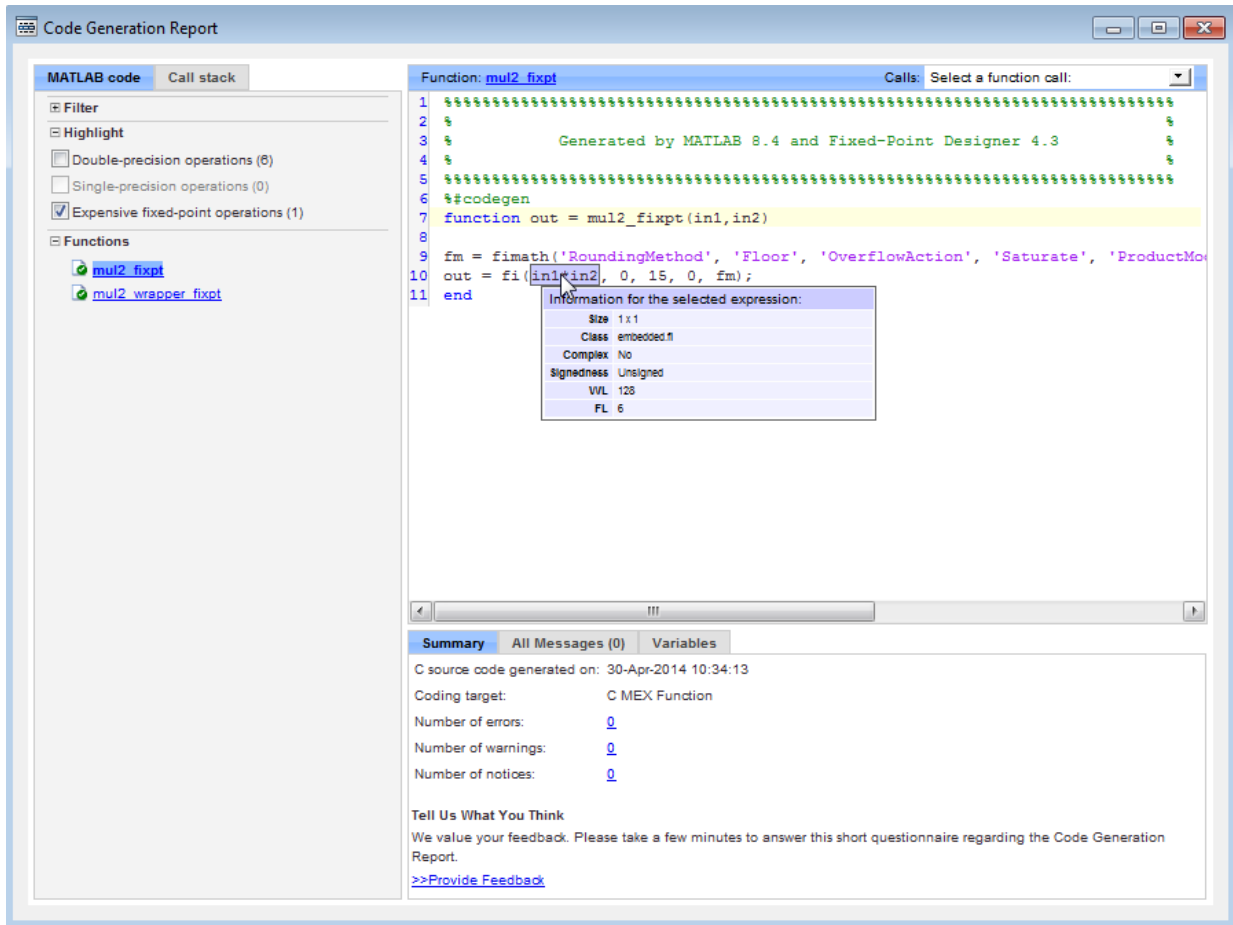 Code Generation Report
MATLAB code Call stack
Filter
Highlight
Double-precision operations (6)
Single-precision operations (0)
Expensive fixed-point operations (1)
Functions
mul2_fixpt
mul2_wrapper_fixpt
Function: mul2_fixpt Calls: Select a function call:
1 %%%%%%%%%%%%%%%%%%%%%%%%%%%%%%%%%%%%%%%%%%%%%%%%%%%%%%%%%%%%%%%%%%%%%%%%%%%%%%
2 % %
3 % Generated by MATLAB 8.4 and Fixed-Point Designer 4.3 %
4 % %
5 %%%%%%%%%%%%%%%%%%%%%%%%%%%%%%%%%%%%%%%%%%%%%%%%%%%%%%%%%%%%%%%%%%%%%%%%%%%%%%
6 %#codegen
7 function out = mul2_fixpt(in1,in2)
8
9 fm = fimath('RoundingMethod', 'Floor', 'OverflowAction', 'Saturate', 'ProductMo
10 out = fi(in1*in2, 0, 15, 0, fm);
11 end
Information for the selected expression:
Size 1 x 1
Class embedded.fi
Complex No
Signedness Unsigned
WL 128
FL 6
Summary All Messages (0) Variables
C source code generated on: 30-Apr-2014 10:34:13
Coding target: C MEX Function
Number of errors: 0
Number of warnings: 0
Number of notices: 0
Tell Us What You Think
We value your feedback. Please take a few minutes to answer this short questionnaire regarding the Code Generation
Report.
>>Provide Feedback